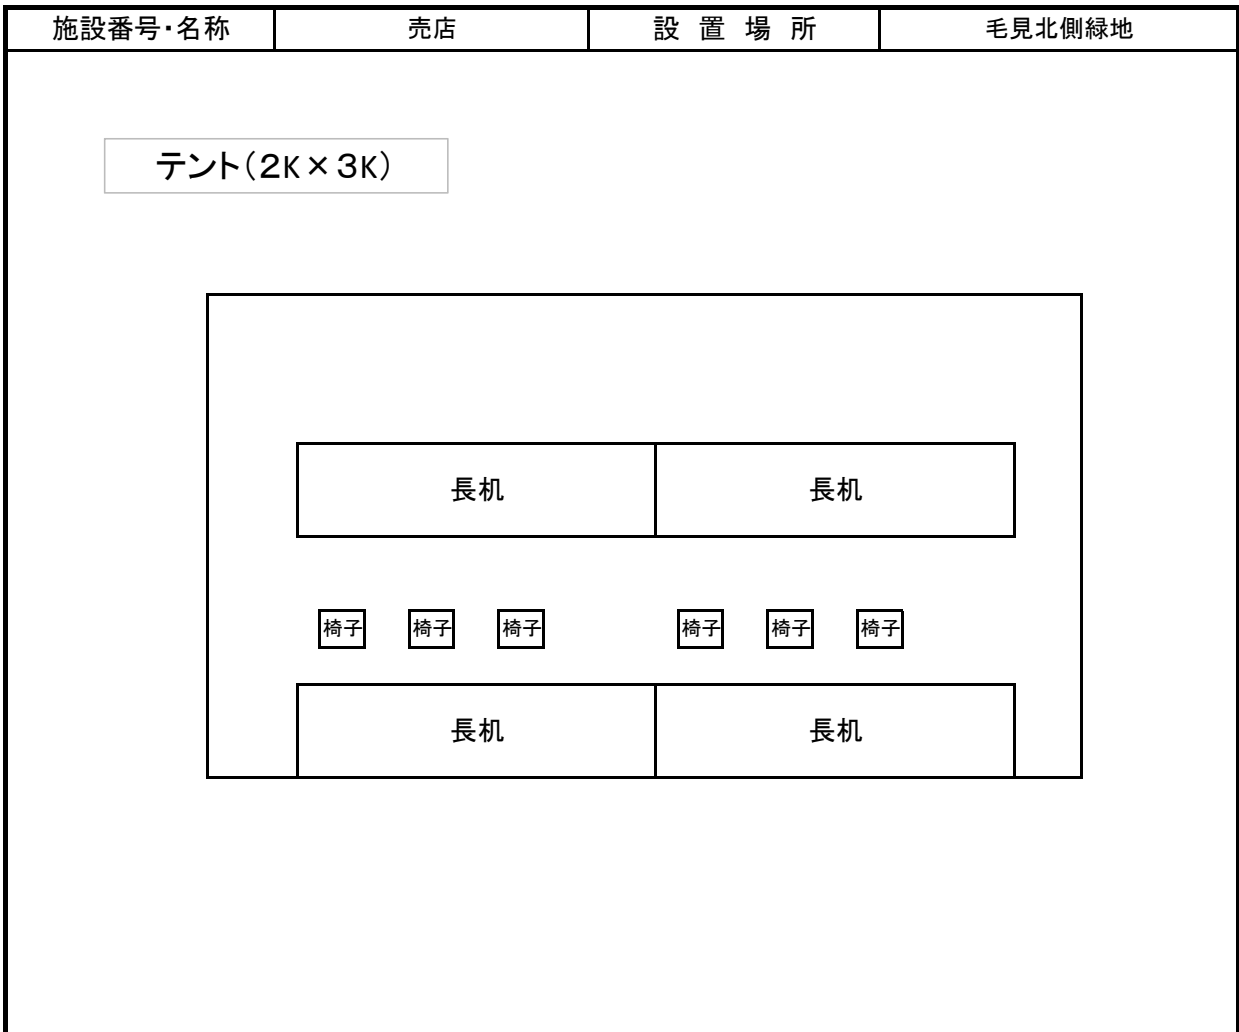 施設番号・名称 売店 設置場所 毛見北側緑地
テント（２K×３K）
長机 長机
椅子 椅子 椅子 椅子 椅子 椅子
長机 長机